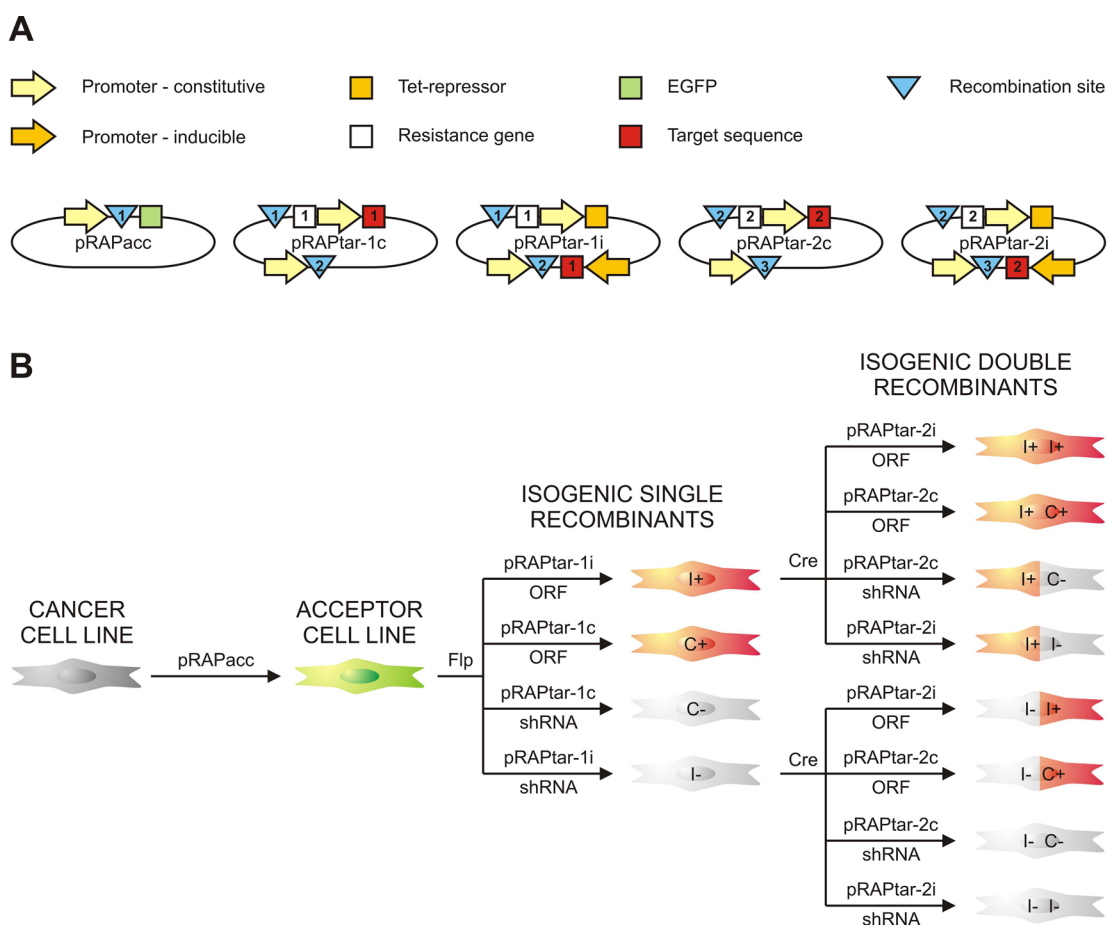 A
Promoter - constitutive
Tet-repressor
EGFP
Recombination site
Promoter - inducible
Resistance gene
Target sequence
1
pRAPacc
1 1 1
pRAPtar-1c
2
1 1
pRAPtar-1i
2 1
2 2 2
pRAPtar-2c
3
2 2
pRAPtar-2i
3 2
B
ISOGENIC DOUBLE
RECOMBINANTS
ISOGENIC SINGLE
RECOMBINANTS
CANCER
CELL LINE
pRAPacc
ACCEPTOR
CELL LINE
Flp
pRAPtar-1i
ORF
I+
pRAPtar-1c
ORF
C+
pRAPtar-1c
shRNA
C-
pRAPtar-1i
shRNA
I-
Cre
pRAPtar-2i
ORF
I+ I+
pRAPtar-2c
ORF
I+ C+
pRAPtar-2c
shRNA
I+ C-
pRAPtar-2i
shRNA
I+ I-
Cre
pRAPtar-2i
ORF
I- I+
pRAPtar-2c
ORF
I- C+
pRAPtar-2c
shRNA
I- C-
pRAPtar-2i
shRNA
I- I-